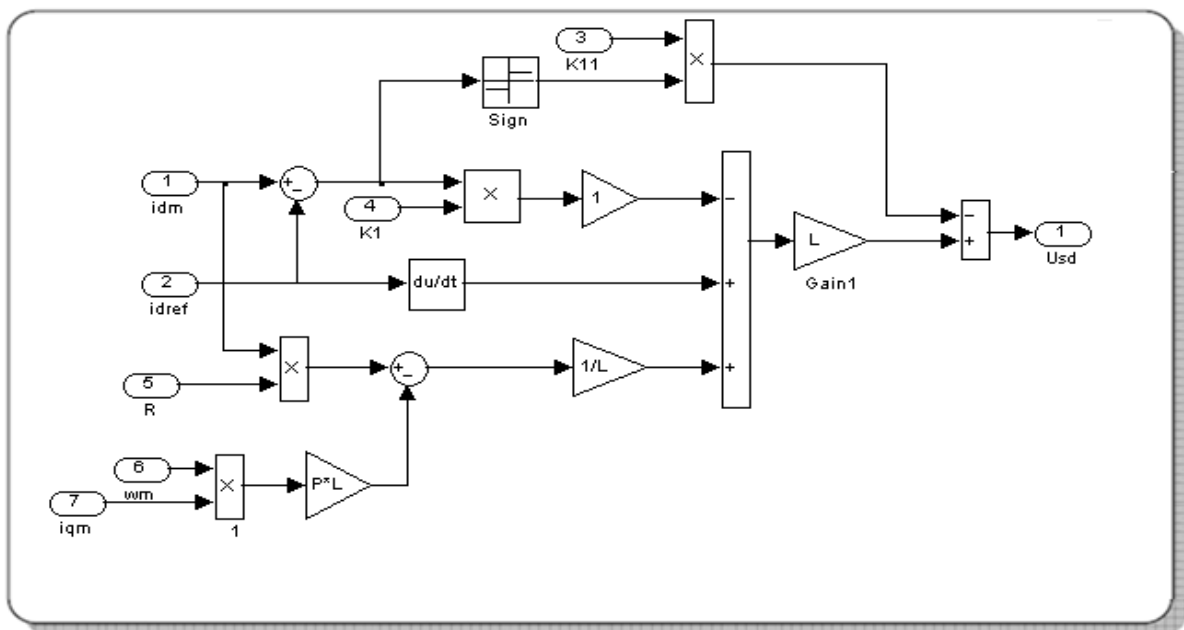 3
K11
×
Sign
1
idm
+
−
4
K1
×
1
−
2
idref
du/dt
+
L
Gain1
−
+
1
Usd
5
R
×
+
−
1/L
+
6
wm
7
iqm
×
1
P*L